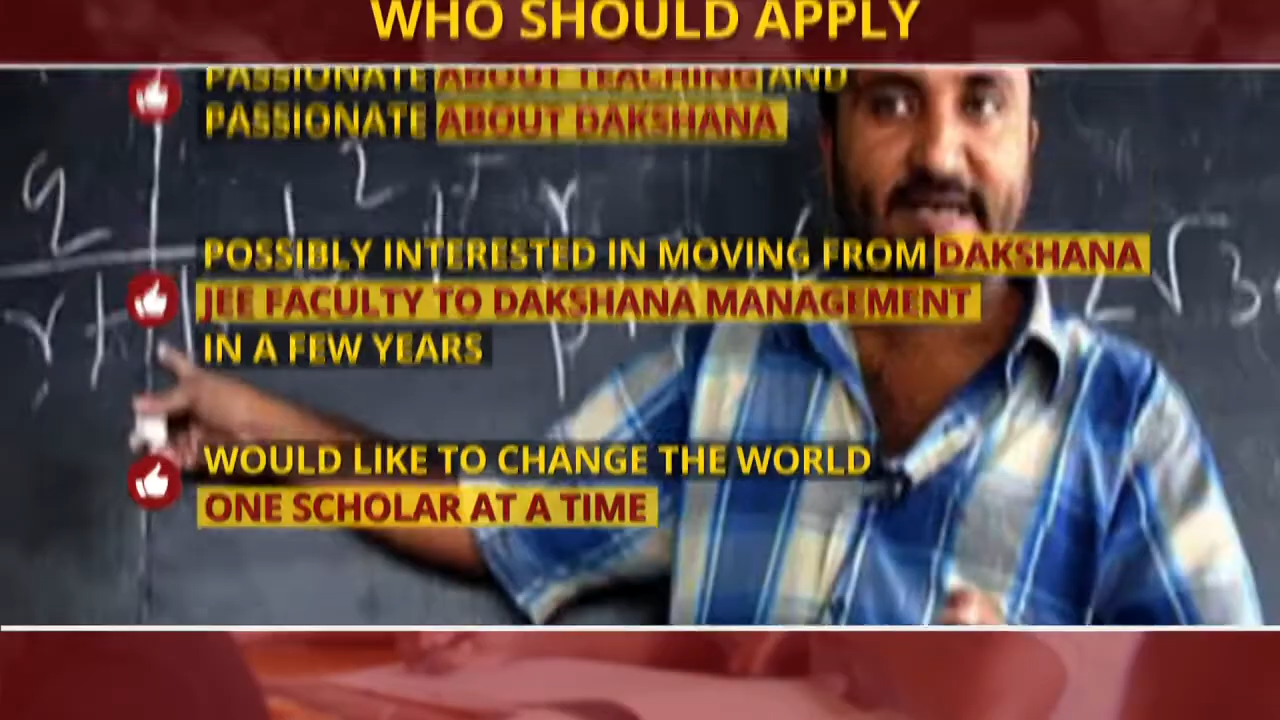 WHO SHOULD APPLY
PASSIONATE ABOUT TEACHING AND
PASSIONATE ABOUT DAKSHANA
POSSIBLY INTERESTED IN MOVING FROM DAKSHANA
JEE FACULTY TO DAKSHANA MANAGEMENT
IN A FEW YEARS
WOULD LIKE TO CHANGE THE WORLD
ONE SCHOLAR AT A TIME